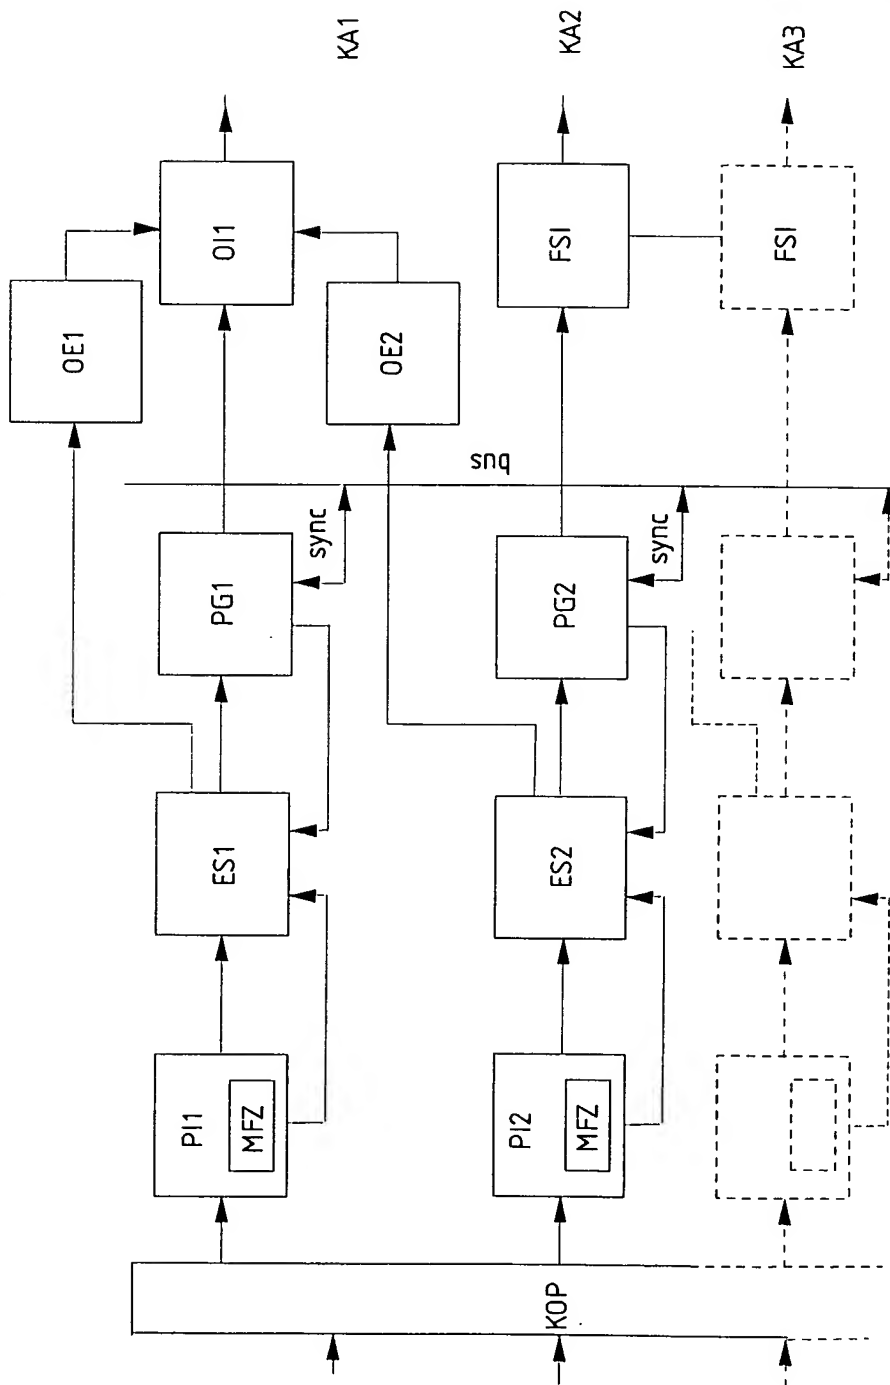 KOP
PI1
MFZ
ES1
PG1
sync
OE1
OI1
KA1
OE2
bus
PI2
MFZ
ES2
PG2
sync
FSI
KA2
FSI
KA3